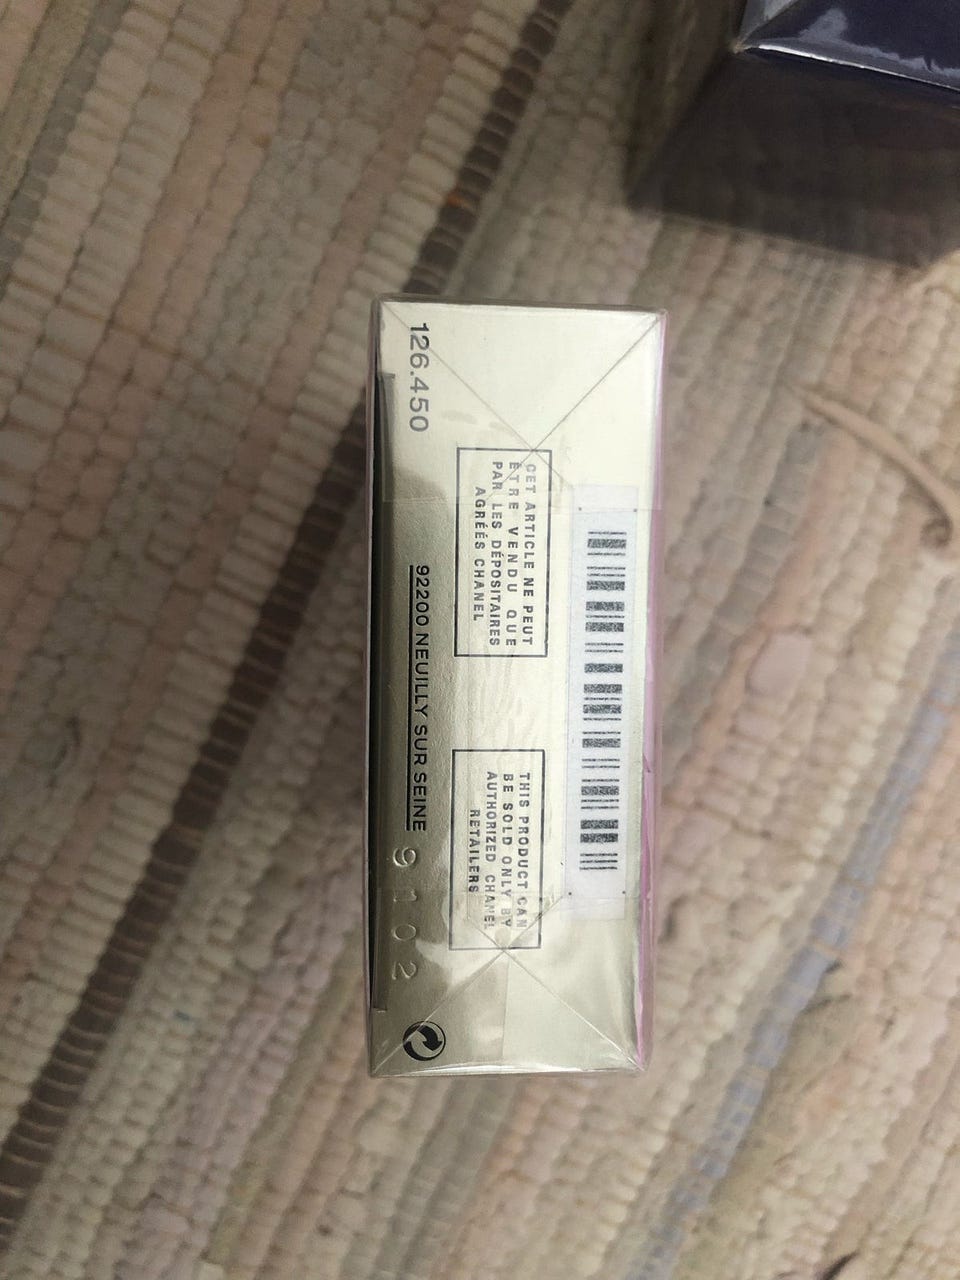 126.450
CET ARTICLE NE PEUT
ÊTRE VENDU QUE
PAR LES DÉPOSITAIRES
AGRÉÉS CHANEL
92200 NEUILLY SUR SEINE
THIS PRODUCT CAN
BE SOLD ONLY BY
AUTHORIZED CHANEL
RETAILERS
9102